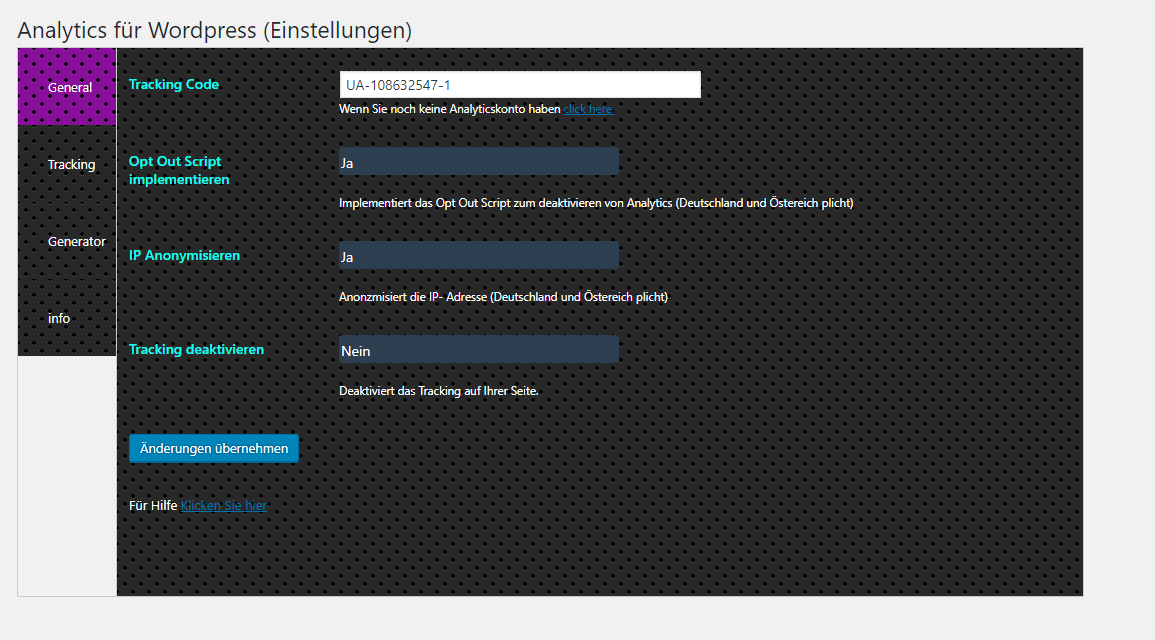 Analytics für Wordpress (Einstellungen)
General
Tracking
Generator
info
Tracking Code
UA-108632547-1
Wenn Sie noch keine Analyticskonto haben click here.
Opt Out Script
implementieren
Ja
Implementiert das Opt Out Script zum deaktivieren von Analytics (Deutschland und Östereich plicht)
IP Anonymisieren
Ja
Anonzmisiert die IP- Adresse (Deutschland und Östereich plicht)
Tracking deaktivieren
Nein
Deaktiviert das Tracking auf Ihrer Seite.
Änderungen übernehmen
Für Hilfe Klicken Sie hier